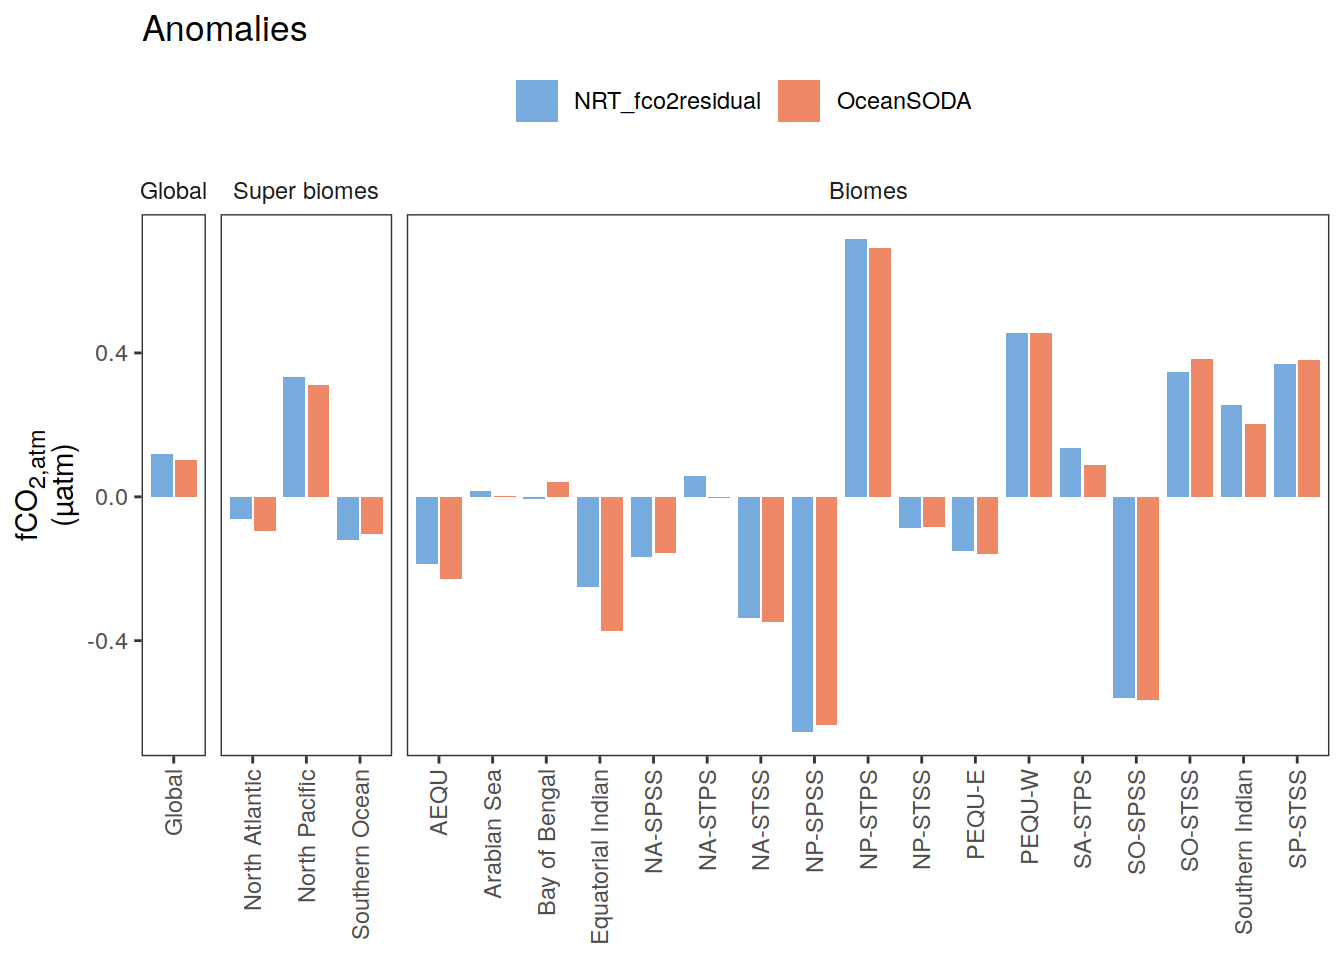 Anomalies
NRT_fco2residual
OceanSODA
Global
Super biomes
Biomes
fCO2,atm
(µatm)
0.4
0.0
-0.4
Global
North Atlantic
North Pacific
Southern Ocean
AEQU
Arabian Sea
Bay of Bengal
Equatorial Indian
NA-SPSS
NA-STPS
NA-STSS
NP-SPSS
NP-STPS
NP-STSS
PEQU-E
PEQU-W
SA-STPS
SO-SPSS
SO-STSS
Southern Indian
SP-STSS